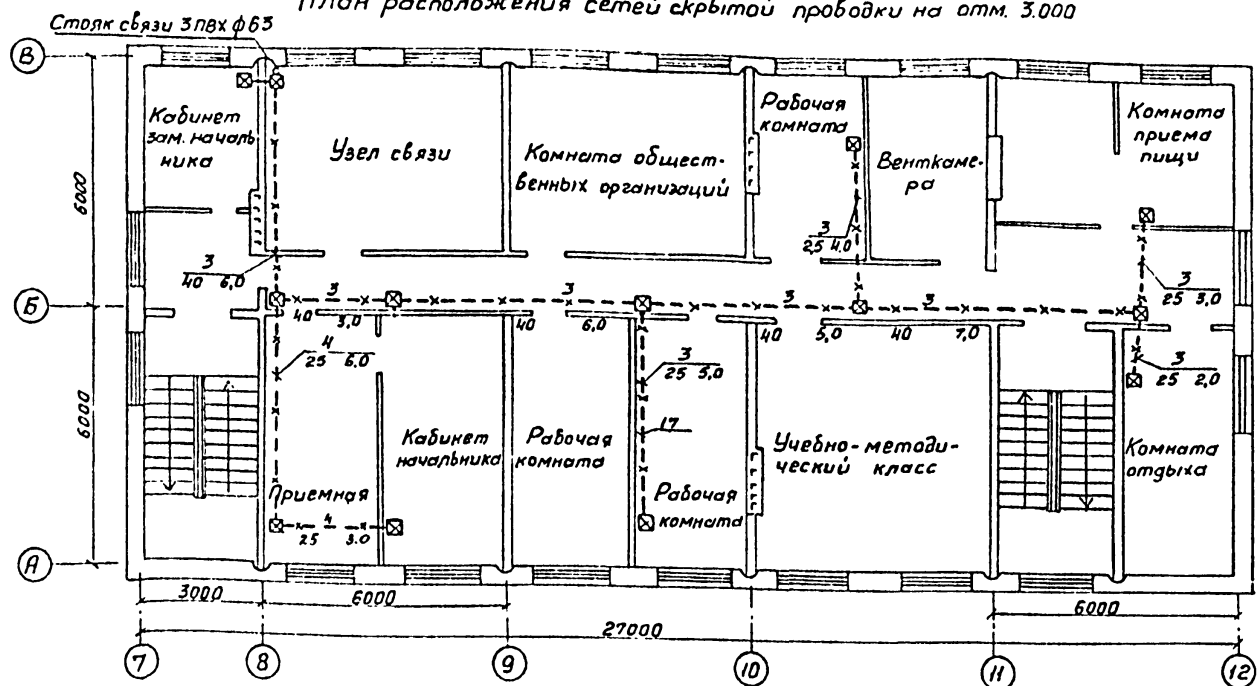 План расположения сетей скрытой проводки на отм. 3.000
Стояк связи 3 пвх ф63
В
Кабинет
зам. началь
ника
Узел связи
Комната общест-
венных организаций
Рабочая
комната
Венткаме-
ра
Комната
приема
пищи
6000
3
40 6,0
3
25 4.0
3
25 3,0
Б
3
40 3,0
3
40 6,0
3
40 5,0
3
40 7,0
4
25 6,0
3
25 5,0
3
25 2,0
17
6000
Кабинет
начальника
Рабочая
комната
Учебно-методи-
ческий класс
Комната
отдыха
Приемная
Рабочая
комната
4
25 3.0
А
3000
6000
6000
27000
7
8
9
10
11
12